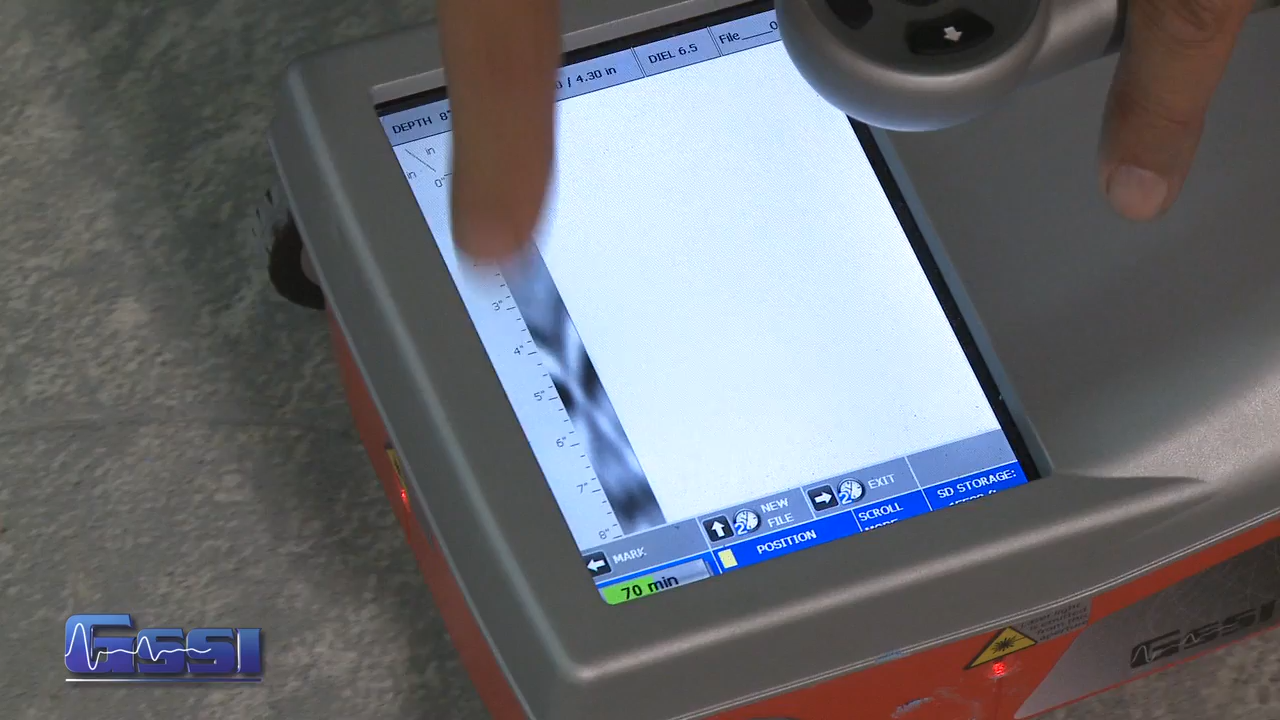 DEPTH 8"
/ 4.30 in
DIEL 6.5
File___0
in
in
0"
3"
4"
5"
6"
7"
8"
MARK
NEW
FILE
EXIT
70 min
POSITION
SCROLL
SD STORAGE:
GSSI
GSSI